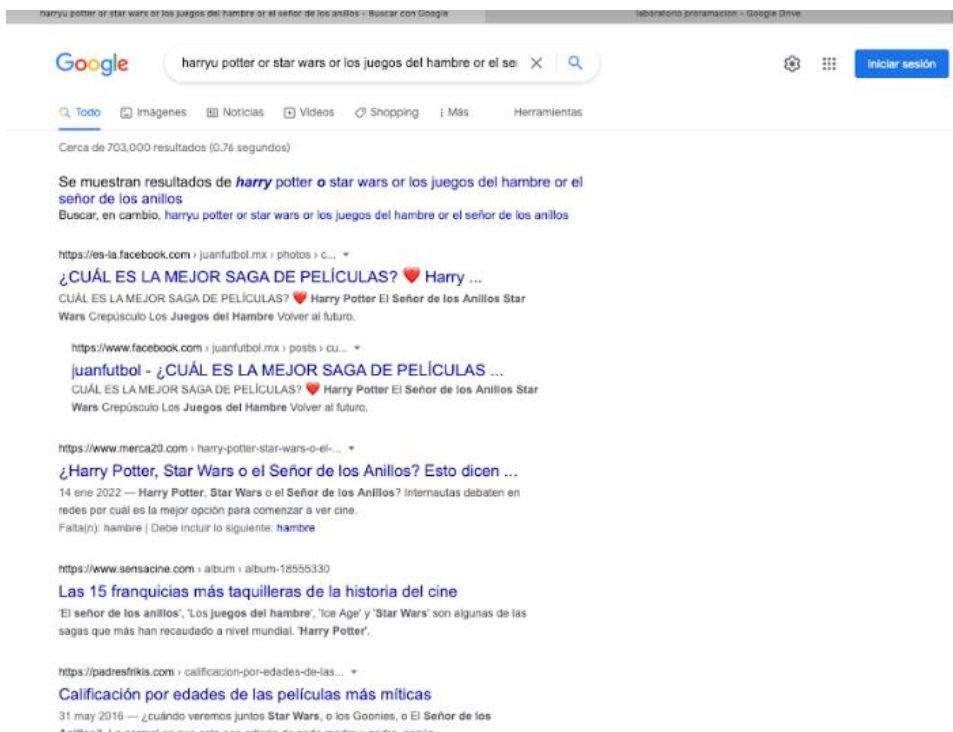 harryu potter or star wars or los juegos del hambre or el señor de los anillos - Buscar con Google
laboratorio proramacion - Google Drive
Google
harryu potter or star wars or los juegos del hambre or el se
Iniciar sesión
Todo Imágenes Noticias Videos Shopping Más Herramientas
Cerca de 703,000 resultados (0.76 segundos)
Se muestran resultados de harry potter o star wars or los juegos del hambre or el
señor de los anillos
Buscar, en cambio, harryu potter or star wars or los juegos del hambre or el señor de los anillos
https://es-la.facebook.com › juanfutbol.mx › photos › c...
¿CUÁL ES LA MEJOR SAGA DE PELÍCULAS? ❤️ Harry ...
CUÁL ES LA MEJOR SAGA DE PELÍCULAS? ❤️ Harry Potter El Señor de los Anillos Star
Wars Crepúsculo Los Juegos del Hambre Volver al futuro.
https://www.facebook.com › juanfutbol.mx › posts › cu...
juanfutbol - ¿CUÁL ES LA MEJOR SAGA DE PELÍCULAS ...
CUÁL ES LA MEJOR SAGA DE PELÍCULAS? ❤️ Harry Potter El Señor de los Anillos Star
Wars Crepúsculo Los Juegos del Hambre Volver al futuro.
https://www.merca20.com › harry-potter-star-wars-o-el-...
¿Harry Potter, Star Wars o el Señor de los Anillos? Esto dicen ...
14 ene 2022 — Harry Potter, Star Wars o el Señor de los Anillos? Internautas debaten en
redes por cuál es la mejor opción para comenzar a ver cine.
Falta(n): hambre | Debe incluir lo siguiente: hambre
https://www.sensacine.com › album › album-18555330
Las 15 franquicias más taquilleras de la historia del cine
'El señor de los anillos', 'Los juegos del hambre', 'Ice Age' y 'Star Wars' son algunas de las
sagas que más han recaudado a nivel mundial. 'Harry Potter'.
https://padresfrikis.com › calificacion-por-edades-de-las...
Calificación por edades de las películas más míticas
31 may 2016 — ¿cuándo veremos juntos Star Wars, o los Goonies, o El Señor de los